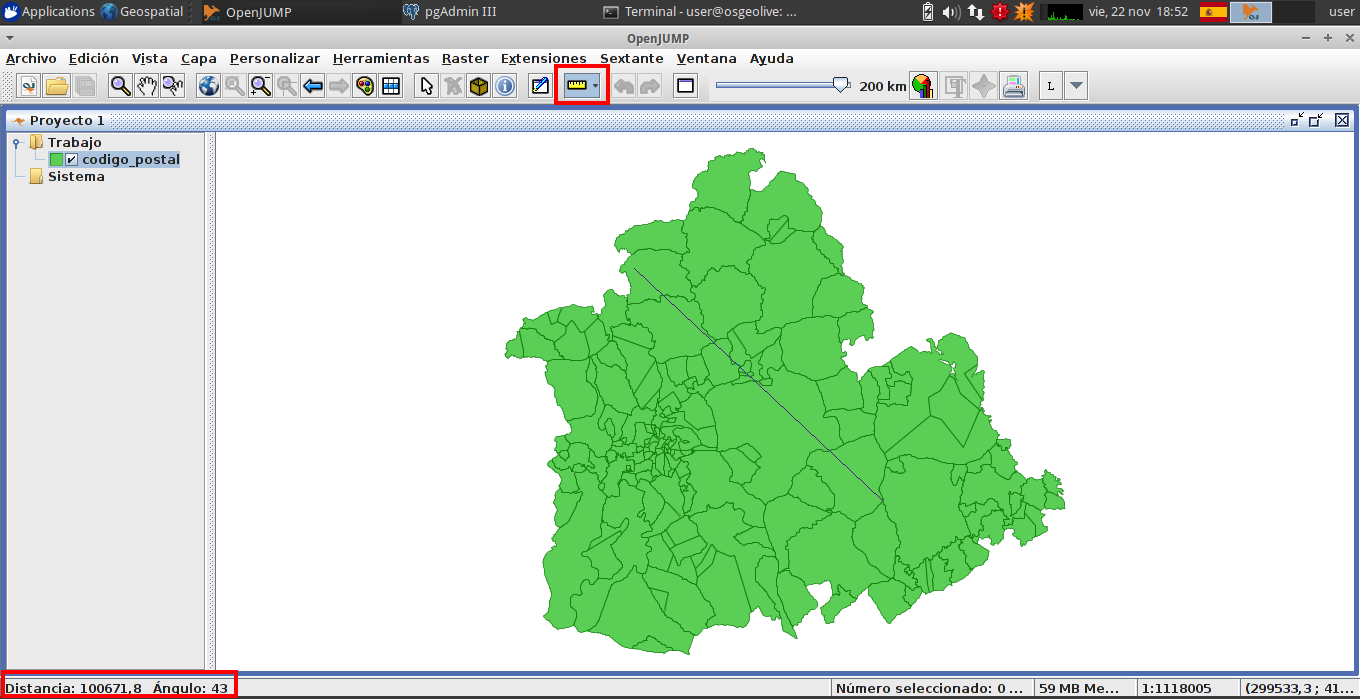 Applications Geospatial OpenJUMP pgAdmin III Terminal - user@osgeolive: ... vie, 22 nov 18:52 user
OpenJUMP
Archivo Edición Vista Capa Personalizar Herramientas Raster Extensiones Sextante Ventana Ayuda
200 km L
Proyecto 1
Trabajo
codigo_postal
Sistema
Distancia: 100671,8 Ángulo: 43 Número seleccionado: 0 ... 59 MB Me... 1:1118005 (299533,3 ; 41...